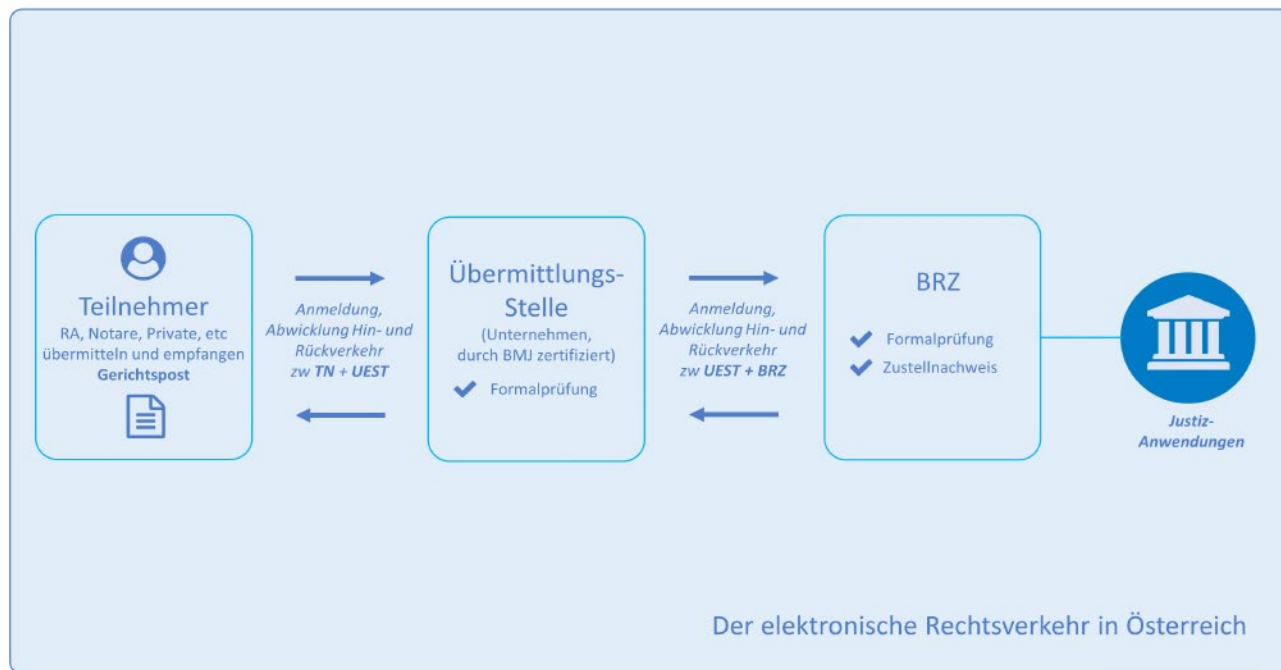 Teilnehmer
RA, Notare, Private, etc
übermitteln und empfangen
Gerichtspost
Anmeldung,
Abwicklung Hin- und
Rückverkehr
zw TN + UEST
Übermittlungs-
Stelle
(Unternehmen,
durch BMJ zertifiziert)
Formalprüfung
Anmeldung,
Abwicklung Hin- und
Rückverkehr
zw UEST + BRZ
BRZ
Formalprüfung
Zustellnachweis
Justiz-
Anwendungen
Der elektronische Rechtsverkehr in Österreich